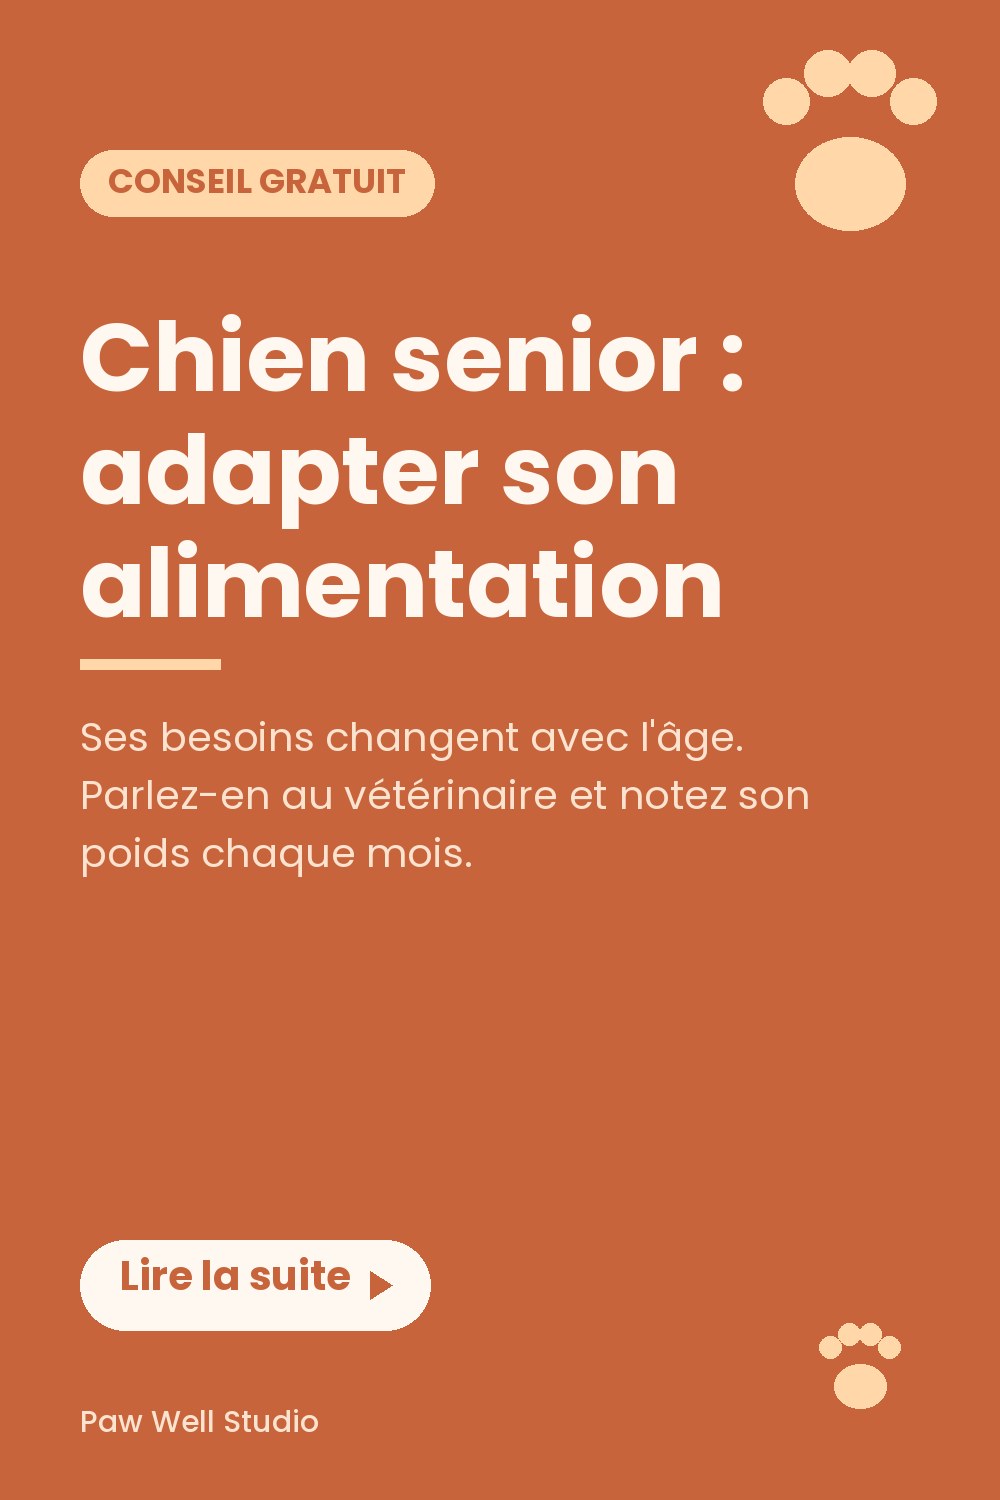 CONSEIL GRATUIT
Chien senior :
adapter son
alimentation
Ses besoins changent avec l'âge.
Parlez-en au vétérinaire et notez son
poids chaque mois.
Lire la suite
Paw Well Studio